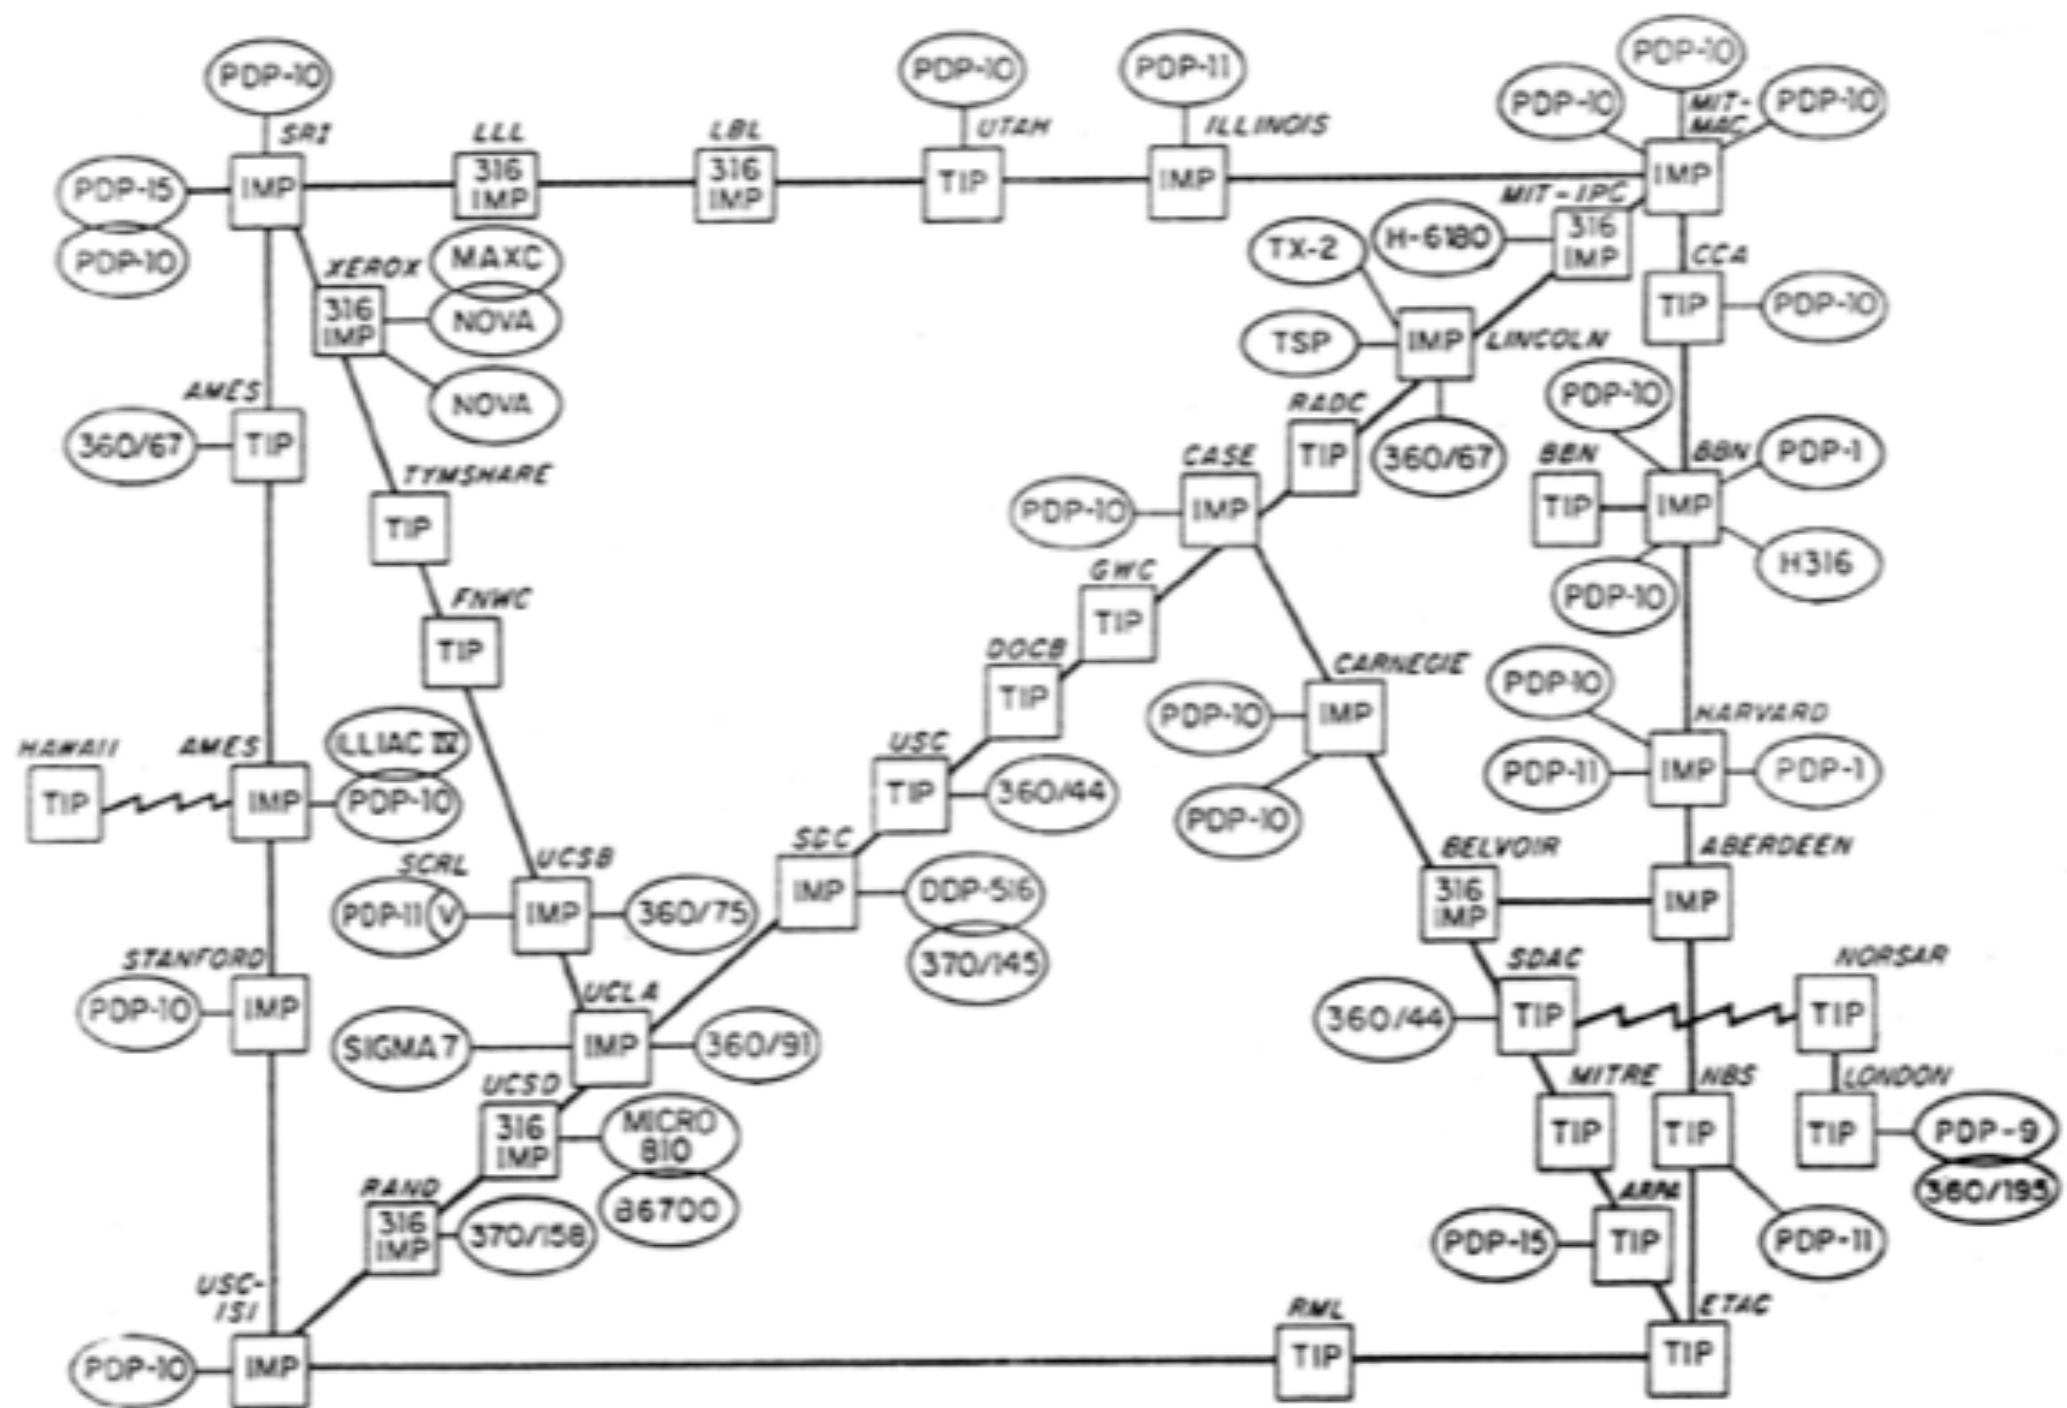 PDP-10
PDP-10
PDP-11
PDP-10
PDP-10
MIT-
MAC
PDP-10
SRI
LLL
LBL
UTAH
ILLINOIS
PDP-15
IMP
316
IMP
316
IMP
TIP
IMP
IMP
PDP-10
MIT-IPC
XEROX
MAXC
TX-2
H-6180
316
IMP
CCA
316
IMP
NOVA
TIP
PDP-10
TSP
IMP
LINCOLN
AMES
NOVA
PDP-10
RADC
360/67
TIP
TIP
360/67
CASE
BBN
BBN
PDP-1
TYMSHARE
PDP-10
IMP
TIP
IMP
TIP
GWC
H316
FNWC
TIP
PDP-10
TIP
DOCB
CARNEGIE
PDP-10
TIP
PDP-10
IMP
HARVARD
HAWAII
AMES
ILLIAC IV
USC
PDP-11
IMP
PDP-1
TIP
IMP
PDP-10
TIP
360/44
PDP-10
SDC
BELVOIR
ABERDEEN
SCRL
UCSB
IMP
DDP-516
316
IMP
IMP
PDP-11
V
IMP
360/75
370/145
STANFORD
SDAC
NORSAR
PDP-10
IMP
UCLA
360/44
TIP
TIP
SIGMA 7
IMP
360/91
UCSD
MITRE
NBS
LONDON
316
IMP
MICRO
810
TIP
TIP
TIP
PDP-9
RAND
B6700
ARPA
360/195
316
IMP
370/158
PDP-15
TIP
PDP-11
USC-
ISI
RML
ETAC
PDP-10
IMP
TIP
TIP